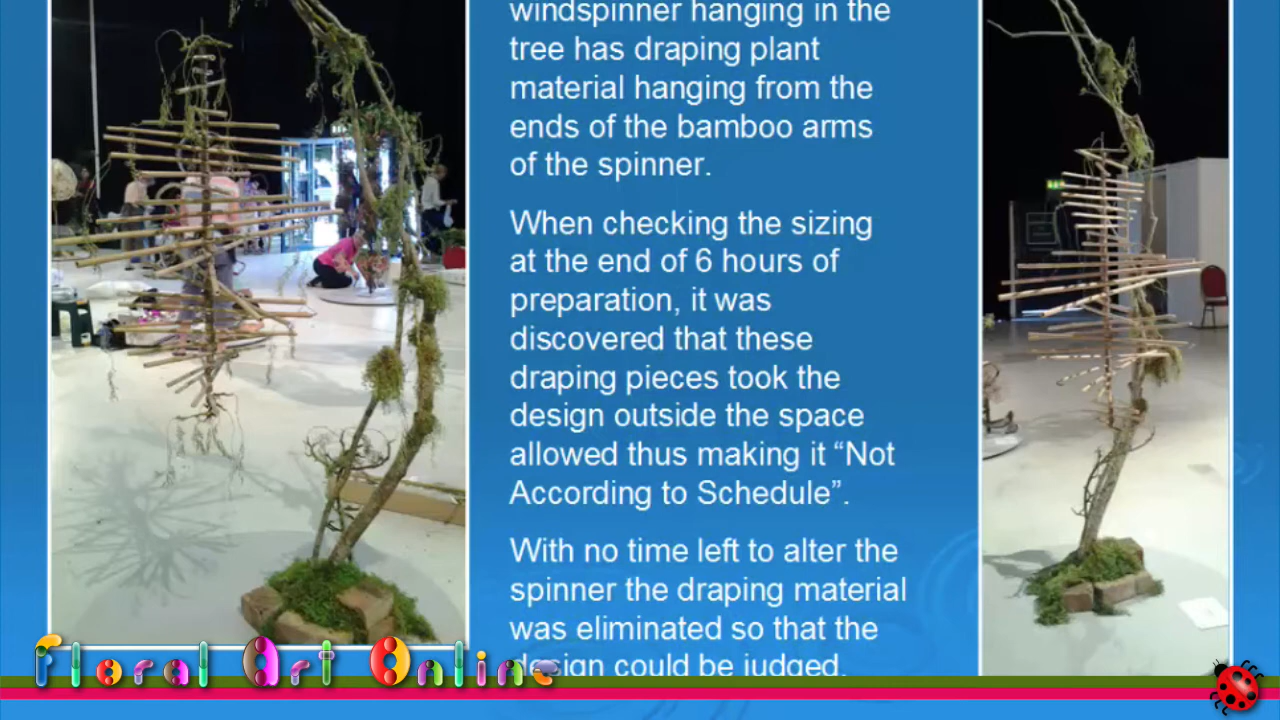 windspinner hanging in the
tree has draping plant
material hanging from the
ends of the bamboo arms
of the spinner.
When checking the sizing
at the end of 6 hours of
preparation, it was
discovered that these
draping pieces took the
design outside the space
allowed thus making it “Not
According to Schedule”.
With no time left to alter the
spinner the draping material
was eliminated so that the
design could be judged.
Floral Art Online